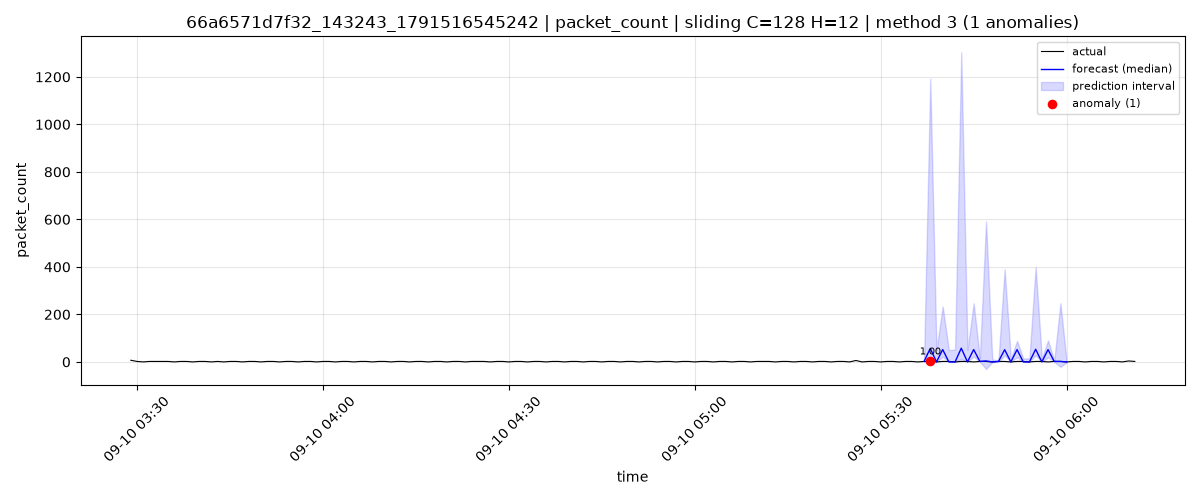 66a6571d7f32_143243_1791516545242 | packet_count | sliding C=128 H=12 | method 3 (1 anomalies)
actual
forecast (median)
prediction interval
anomaly (1)
packet_count
1200
1000
800
600
400
200
0
1.00
09-10 03:30
09-10 04:00
09-10 04:30
09-10 05:00
09-10 05:30
09-10 06:00
time